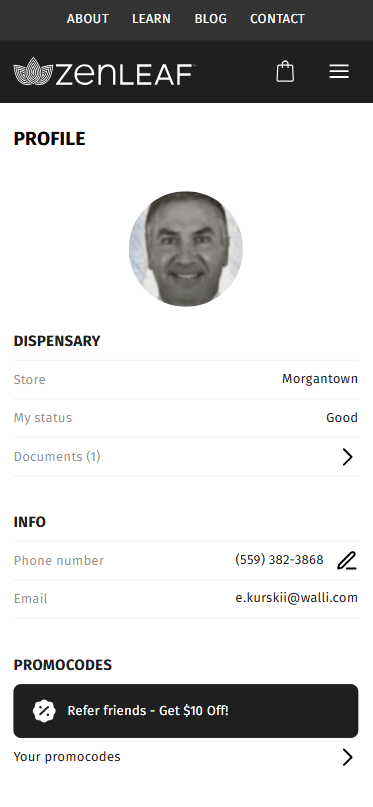 ABOUT LEARN BLOG CONTACT
zenLEAF
PROFILE
DISPENSARY
Store Morgantown
My status Good
Documents (1)
INFO
Phone number (559) 382-3868
Email e.kurskii@walli.com
PROMOCODES
Refer friends - Get $10 Off!
Your promocodes